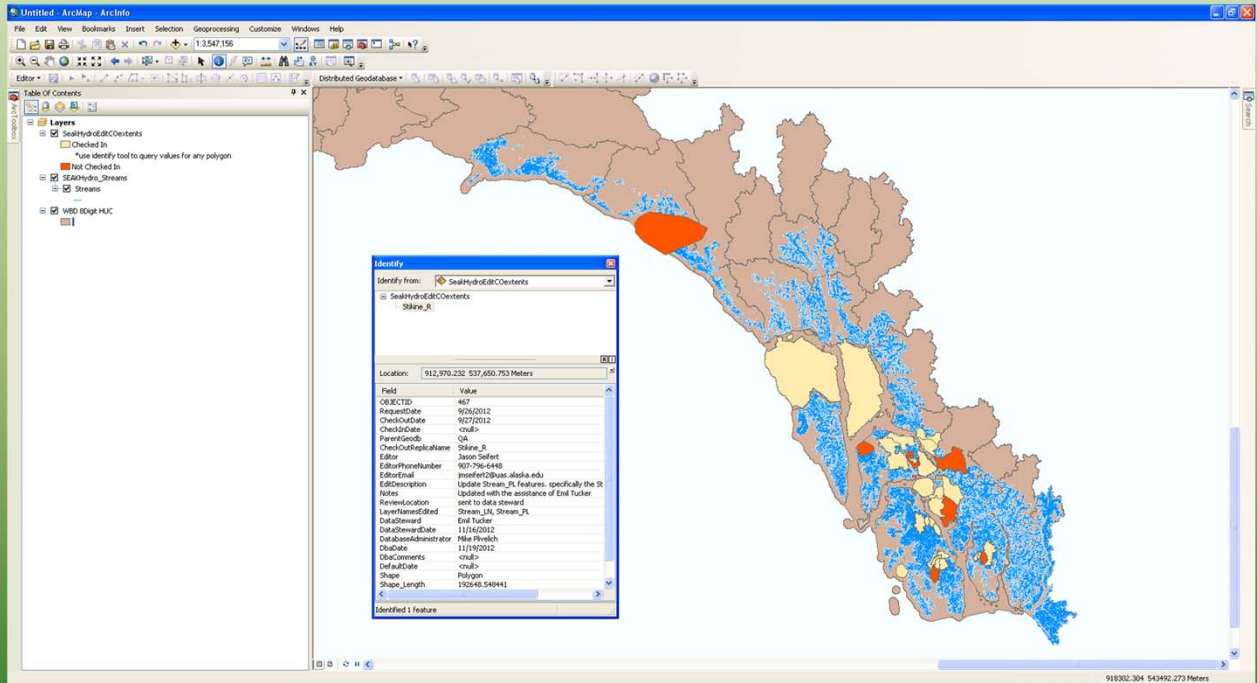 Untitled - ArcMap - ArcInfo
File Edit View Bookmarks Insert Selection Geoprocessing Customize Windows Help
1:3,547,156
Editor Distributed Geodatabase
ArcToolbox
Table Of Contents
Layers
SeakHydroEditCOextents
Checked In
*use identify tool to query values for any polygon
Not Checked In
SEAKHydro_Streams
Streams
WBD 8Digit HUC
Search
Identify
Identify from: SeakHydroEditCOextents
SeakHydroEditCOextents
Stikine_R
Location: 912,970.232 537,650.753 Meters
Field Value
OBJECTID 467
RequestDate 9/26/2012
CheckOutDate 9/27/2012
CheckInDate <null>
ParentGeodb QA
CheckOutReplicaName Stikine_R
Editor Jason Seifert
EditorPhoneNumber 907-796-6448
EditorEmail jmseifert2@uas.alaska.edu
EditDescription Update Stream_PL features. specifically the St
Notes Updated with the assistance of Emil Tucker
ReviewLocation sent to data steward
LayerNamesEdited Stream_LN, Stream_PL
DataSteward Emil Tucker
DataStewardDate 11/16/2012
DatabaseAdministrator Mike Plivelich
DbaDate 11/19/2012
DbaComments <null>
DefaultDate <null>
Shape Polygon
Shape_Length 192648.548441
Identified 1 feature
918302.304 543492.273 Meters